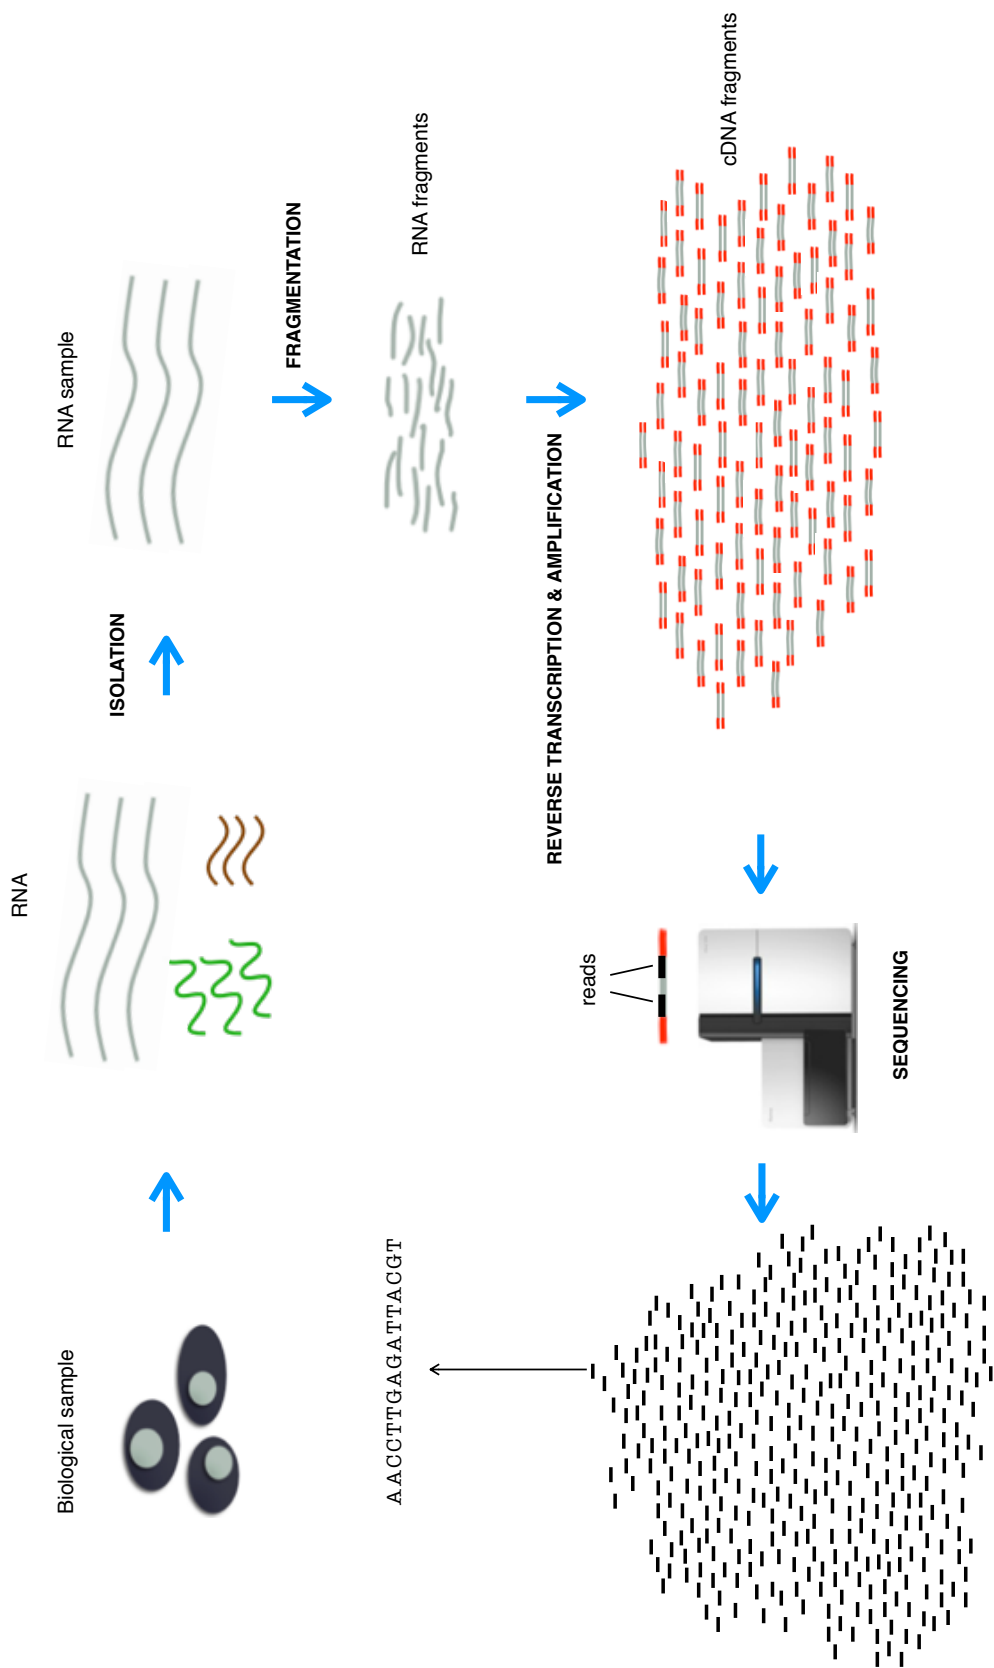 Biological sample
RNA
ISOLATION
RNA sample
FRAGMENTATION
RNA fragments
REVERSE TRANSCRIPTION & AMPLIFICATION
cDNA fragments
reads
SEQUENCING
AACCTTGAGATTACGT